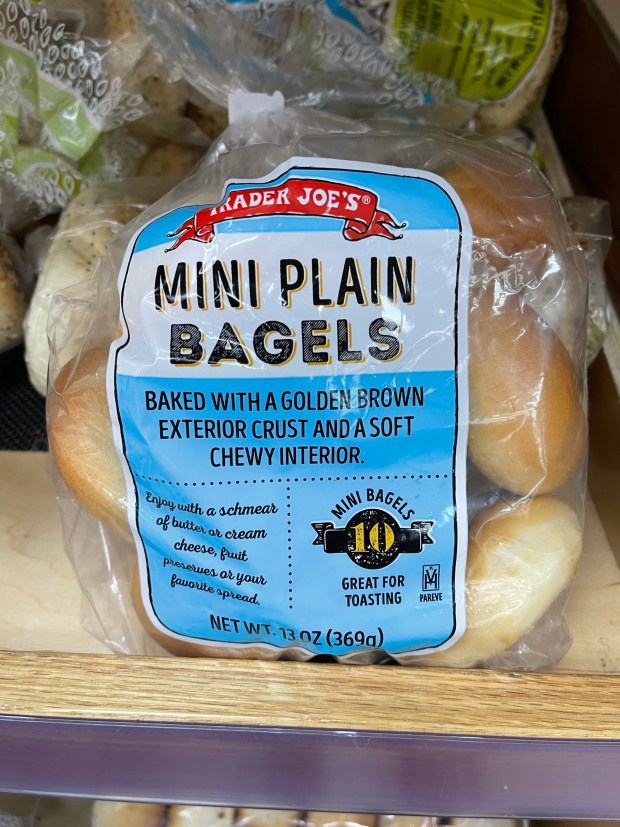 TRADER JOE'S®
MINI PLAIN
BAGELS
BAKED WITH A GOLDEN BROWN
EXTERIOR CRUST AND A SOFT
CHEWY INTERIOR.
Enjoy with a schmear
of butter or cream
cheese, fruit
preserves or your
favorite spread.
MINI BAGELS
10
GREAT FOR
TOASTING
PAREVE
NET WT. 13 OZ (369g)